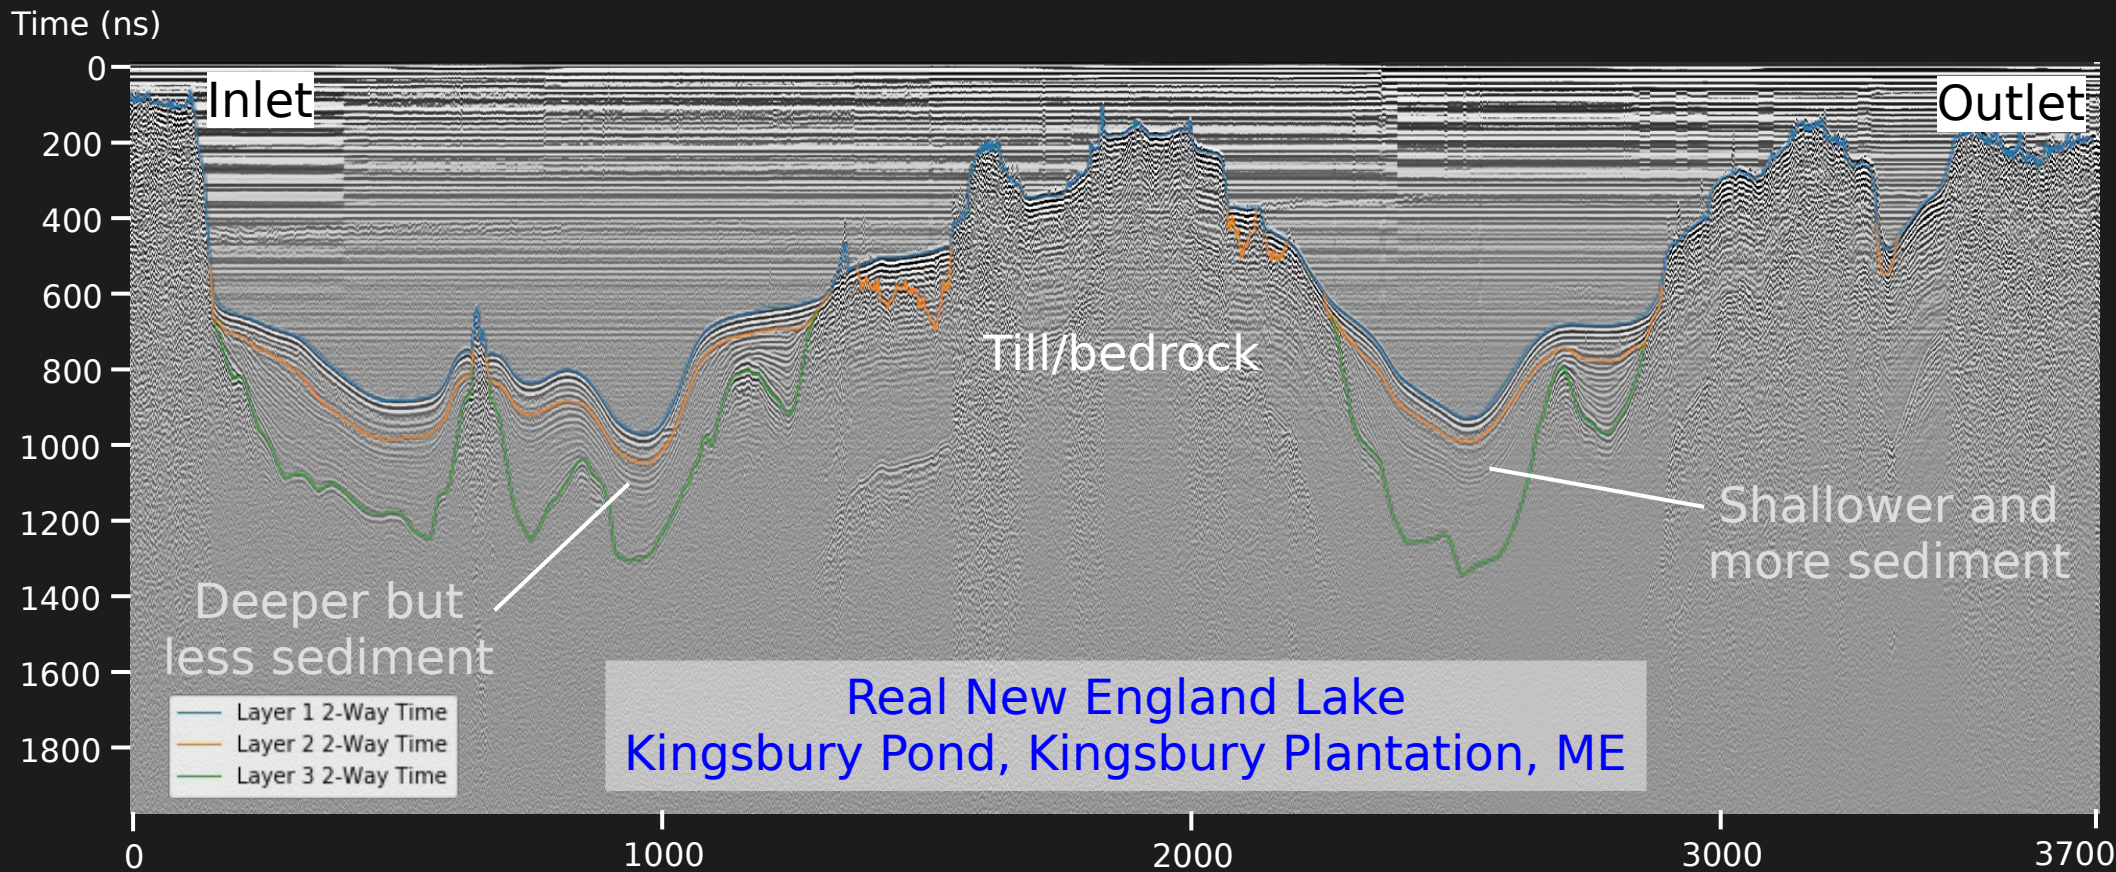 Time (ns)
0
Inlet
Outlet
200
400
600
Till/bedrock
800
1000
Shallower and
more sediment
1200
1400
Deeper but
less sediment
1600
Real New England Lake
Kingsbury Pond, Kingsbury Plantation, ME
Layer 1 2-Way Time
Layer 2 2-Way Time
Layer 3 2-Way Time
1800
0 1000 2000 3000 3700